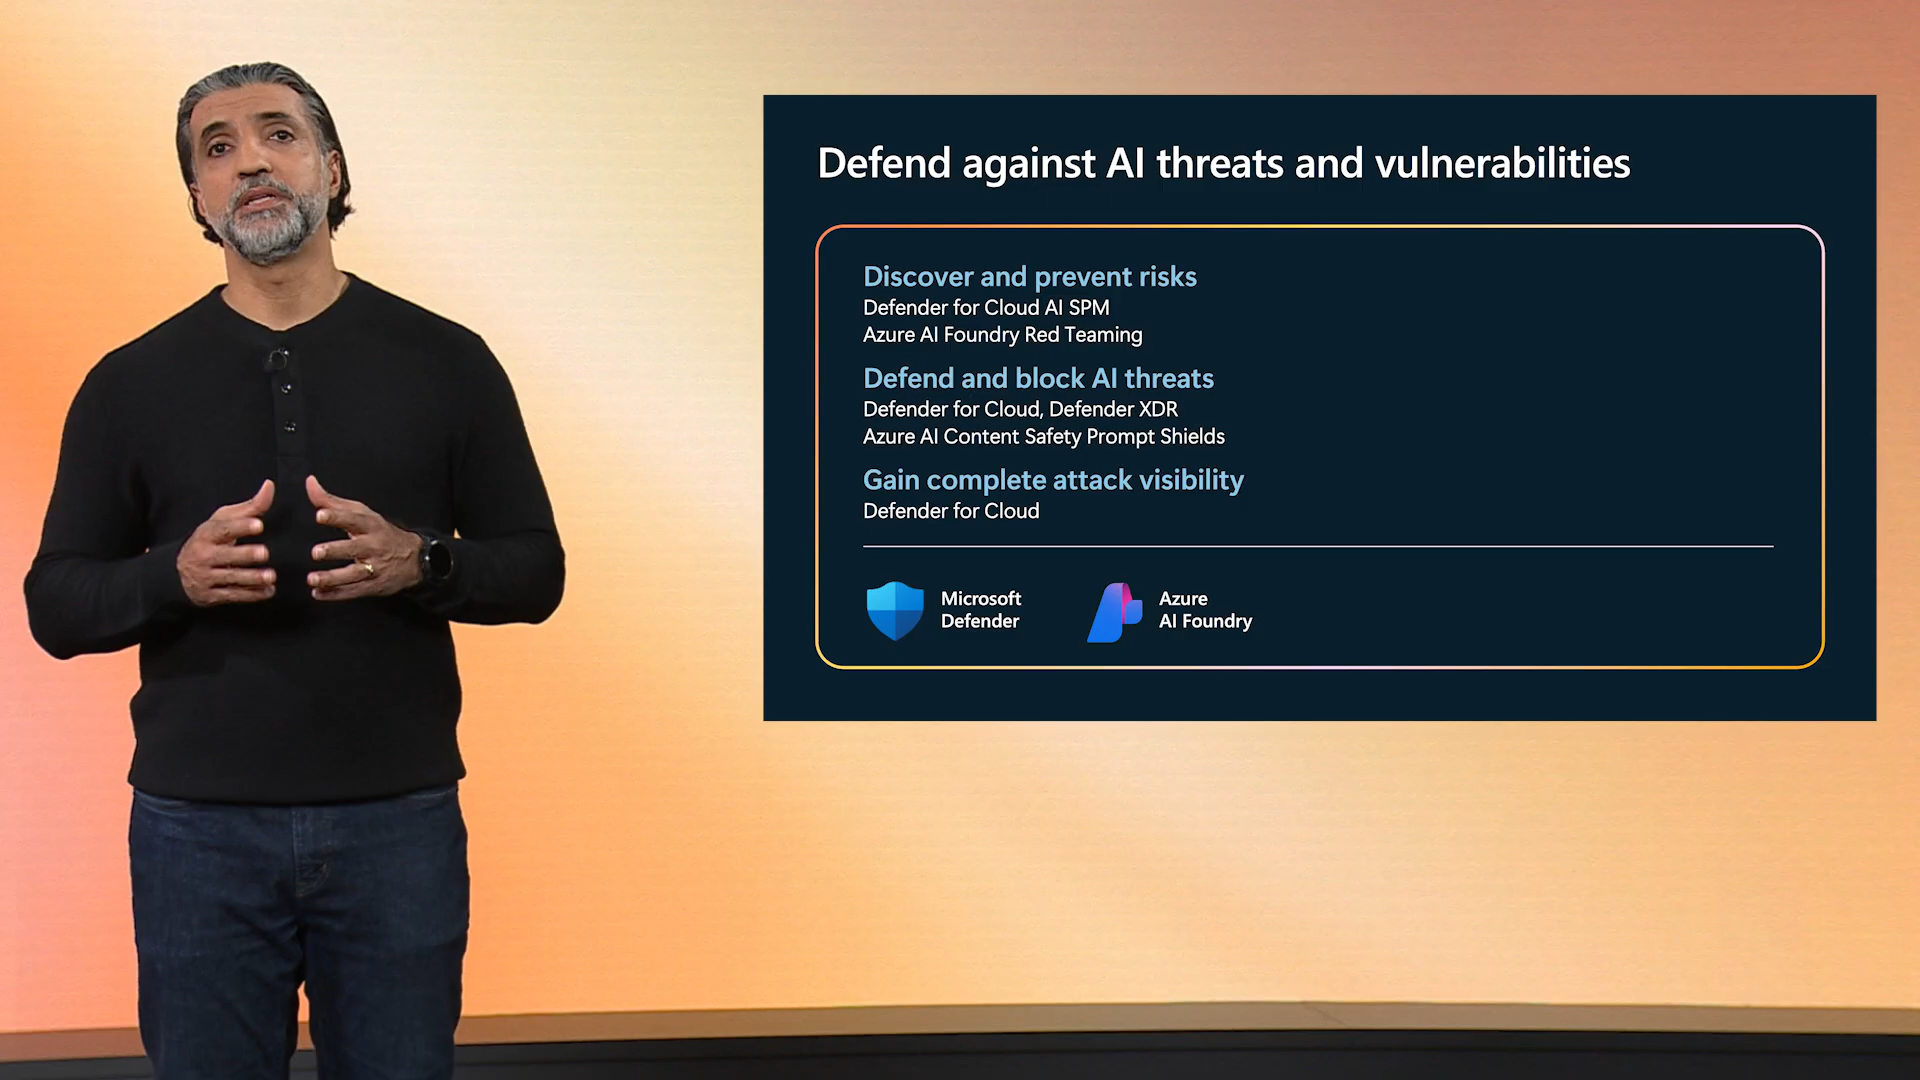 Defend against AI threats and vulnerabilities
Discover and prevent risks
Defender for Cloud AI SPM
Azure AI Foundry Red Teaming
Defend and block AI threats
Defender for Cloud, Defender XDR
Azure AI Content Safety Prompt Shields
Gain complete attack visibility
Defender for Cloud
Microsoft
Defender
Azure
AI Foundry